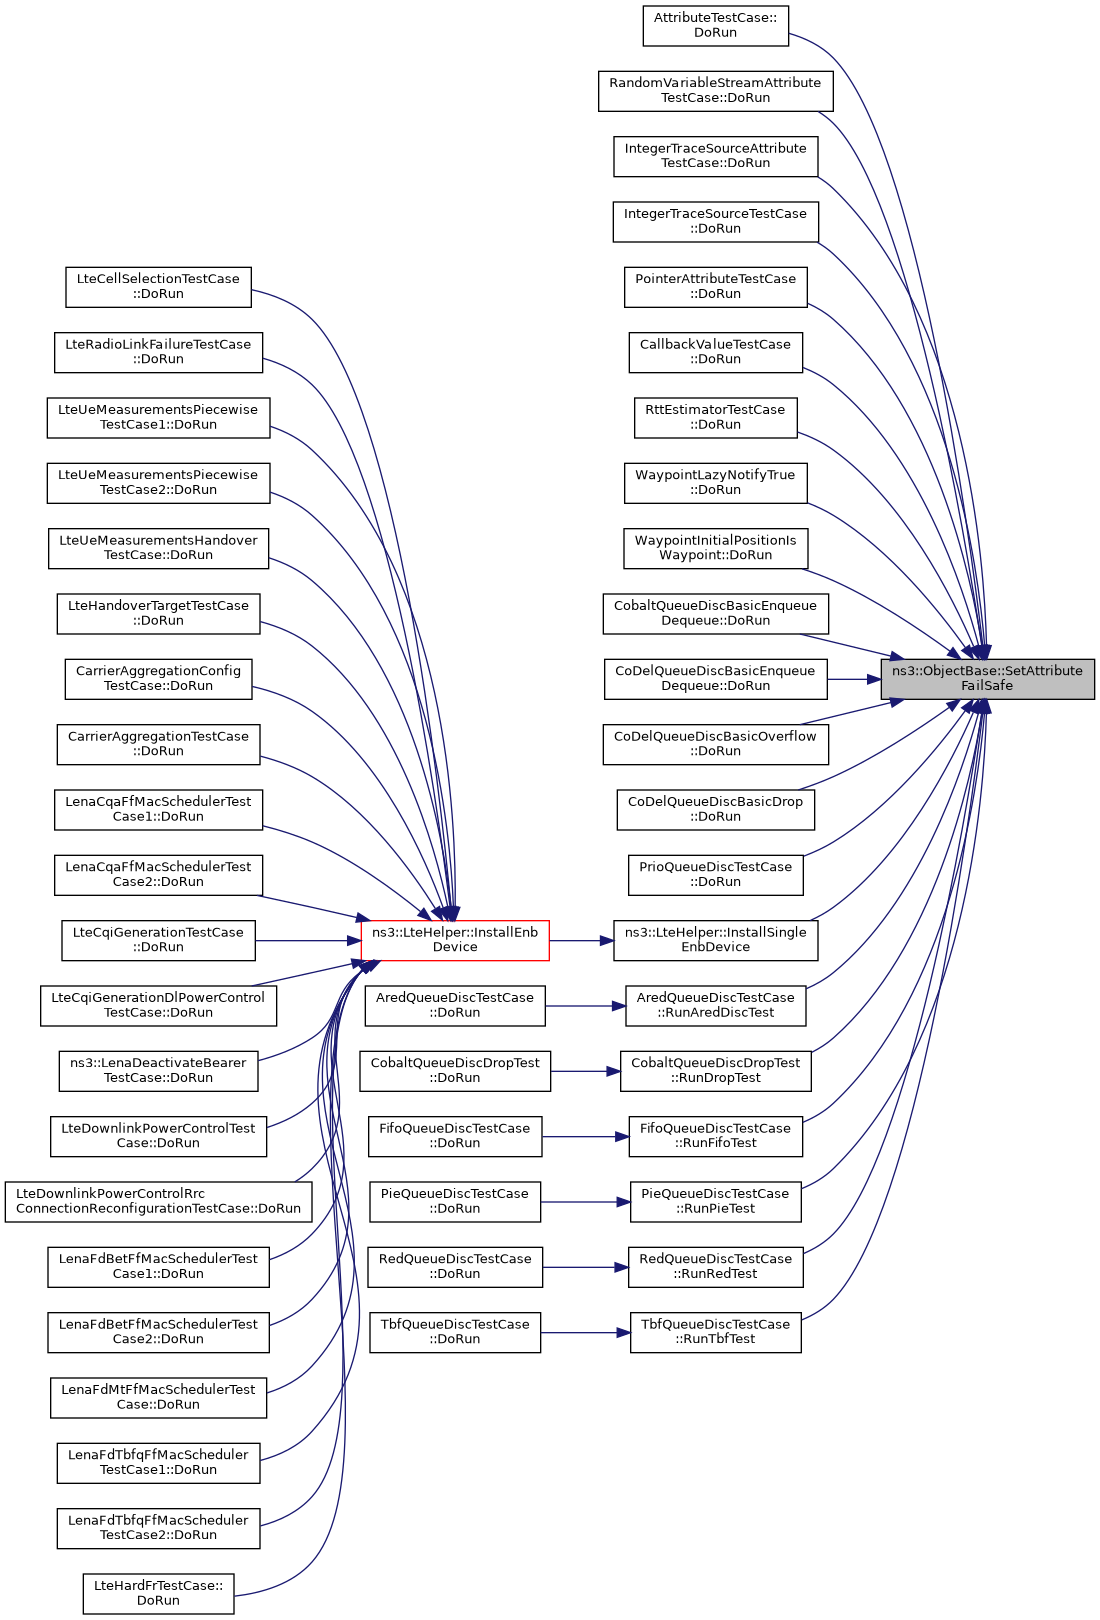 AttributeTestCase::
DoRun
RandomVariableStreamAttribute
TestCase::DoRun
IntegerTraceSourceAttribute
TestCase::DoRun
IntegerTraceSourceTestCase
::DoRun
PointerAttributeTestCase
::DoRun
CallbackValueTestCase
::DoRun
RttEstimatorTestCase
::DoRun
WaypointLazyNotifyTrue
::DoRun
WaypointInitialPositionIs
Waypoint::DoRun
CobaltQueueDiscBasicEnqueue
Dequeue::DoRun
CoDelQueueDiscBasicEnqueue
Dequeue::DoRun
CoDelQueueDiscBasicOverflow
::DoRun
CoDelQueueDiscBasicDrop
::DoRun
PrioQueueDiscTestCase
::DoRun
ns3::LteHelper::InstallSingle
EnbDevice
AredQueueDiscTestCase
::RunAredDiscTest
CobaltQueueDiscDropTest
::RunDropTest
FifoQueueDiscTestCase
::RunFifoTest
PieQueueDiscTestCase
::RunPieTest
RedQueueDiscTestCase
::RunRedTest
TbfQueueDiscTestCase
::RunTbfTest
ns3::ObjectBase::SetAttribute
FailSafe
ns3::LteHelper::InstallEnb
Device
AredQueueDiscTestCase
::DoRun
CobaltQueueDiscDropTest
::DoRun
FifoQueueDiscTestCase
::DoRun
PieQueueDiscTestCase
::DoRun
RedQueueDiscTestCase
::DoRun
TbfQueueDiscTestCase
::DoRun
LteCellSelectionTestCase
::DoRun
LteRadioLinkFailureTestCase
::DoRun
LteUeMeasurementsPiecewise
TestCase1::DoRun
LteUeMeasurementsPiecewise
TestCase2::DoRun
LteUeMeasurementsHandover
TestCase::DoRun
LteHandoverTargetTestCase
::DoRun
CarrierAggregationConfig
TestCase::DoRun
CarrierAggregationTestCase
::DoRun
LenaCqaFfMacSchedulerTest
Case1::DoRun
LenaCqaFfMacSchedulerTest
Case2::DoRun
LteCqiGenerationTestCase
::DoRun
LteCqiGenerationDlPowerControl
TestCase::DoRun
ns3::LenaDeactivateBearer
TestCase::DoRun
LteDownlinkPowerControlTest
Case::DoRun
LteDownlinkPowerControlRrc
ConnectionReconfigurationTestCase::DoRun
LenaFdBetFfMacSchedulerTest
Case1::DoRun
LenaFdBetFfMacSchedulerTest
Case2::DoRun
LenaFdMtFfMacSchedulerTest
Case::DoRun
LenaFdTbfqFfMacScheduler
TestCase1::DoRun
LenaFdTbfqFfMacScheduler
TestCase2::DoRun
LteHardFrTestCase::
DoRun